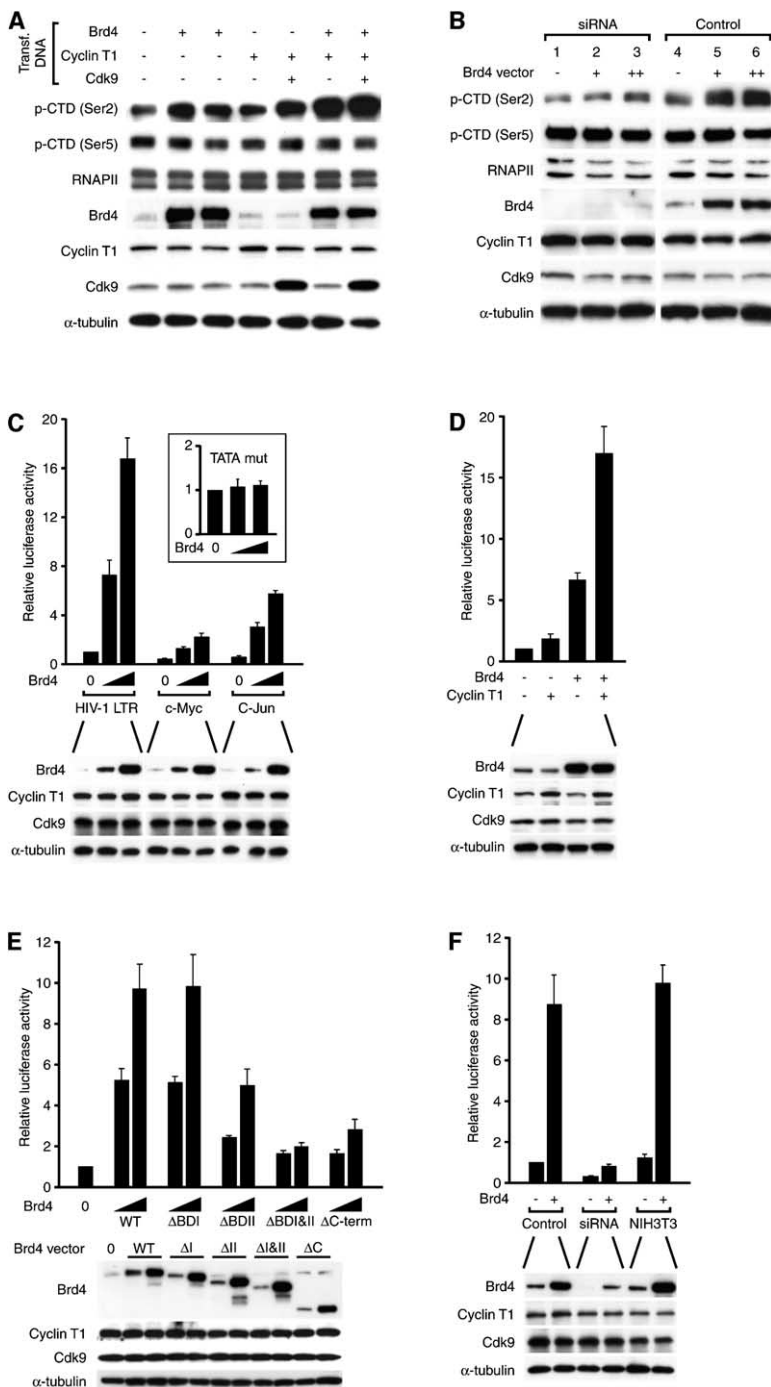 A
Transf. DNA
Brd4 - + + - - + +
Cyclin T1 - - - + + + +
Cdk9 - - - - + - +
p-CTD (Ser2)
p-CTD (Ser5)
RNAPII
Brd4
Cyclin T1
Cdk9
α-tubulin
B
siRNA Control
1 2 3 4 5 6
Brd4 vector - + ++ - + ++
p-CTD (Ser2)
p-CTD (Ser5)
RNAPII
Brd4
Cyclin T1
Cdk9
α-tubulin
C
Relative luciferase activity
20
16
12
8
4
0
TATA mut
2
1
0
Brd4 0
Brd4 0 0 0
HIV-1 LTR c-Myc C-Jun
Brd4
Cyclin T1
Cdk9
α-tubulin
D
Relative luciferase activity
20
15
10
5
0
Brd4 - - + +
Cyclin T1 - + - +
Brd4
Cyclin T1
Cdk9
α-tubulin
E
Relative luciferase activity
12
10
8
6
4
2
0
Brd4 0
WT ΔBDI ΔBDII ΔBDI&II ΔC-term
Brd4 vector 0 WT ΔI ΔII ΔI&II ΔC
Brd4
Cyclin T1
Cdk9
α-tubulin
F
Relative luciferase activity
12
10
8
6
4
2
0
Brd4 - + - + - +
Control siRNA NIH3T3
Brd4
Cyclin T1
Cdk9
α-tubulin